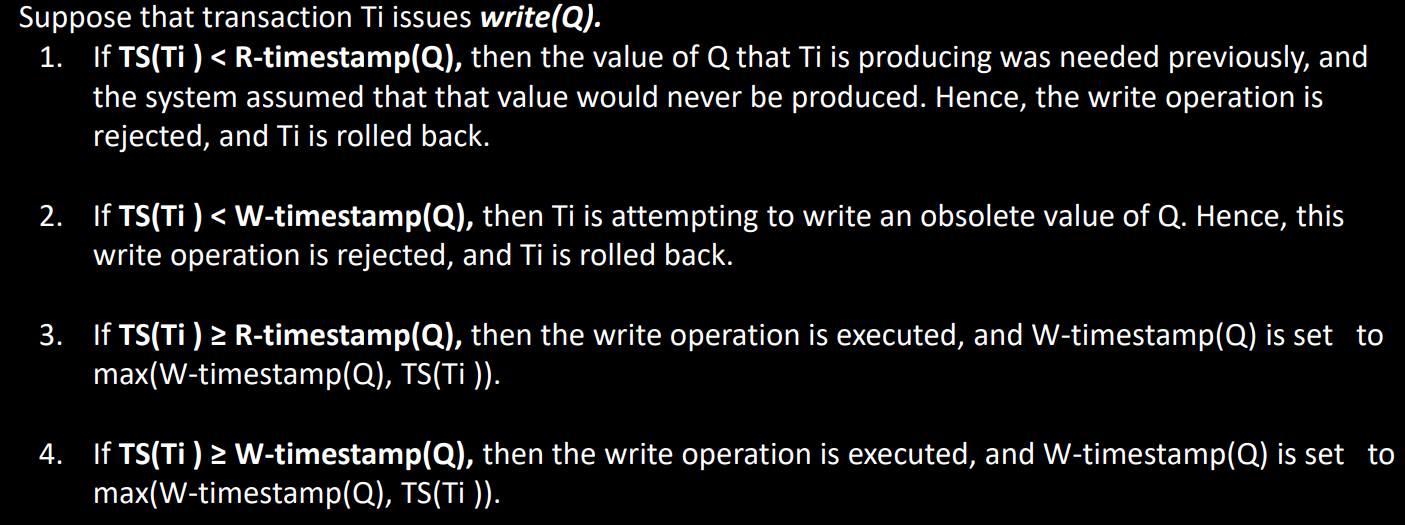 Suppose that transaction Ti issues write(Q).
1. If TS(Ti ) < R-timestamp(Q), then the value of Q that Ti is producing was needed previously, and
the system assumed that that value would never be produced. Hence, the write operation is
rejected, and Ti is rolled back.
2. If TS(Ti ) < W-timestamp(Q), then Ti is attempting to write an obsolete value of Q. Hence, this
write operation is rejected, and Ti is rolled back.
3. If TS(Ti ) ≥ R-timestamp(Q), then the write operation is executed, and W-timestamp(Q) is set to
max(W-timestamp(Q), TS(Ti )).
4. If TS(Ti ) ≥ W-timestamp(Q), then the write operation is executed, and W-timestamp(Q) is set to
max(W-timestamp(Q), TS(Ti )).